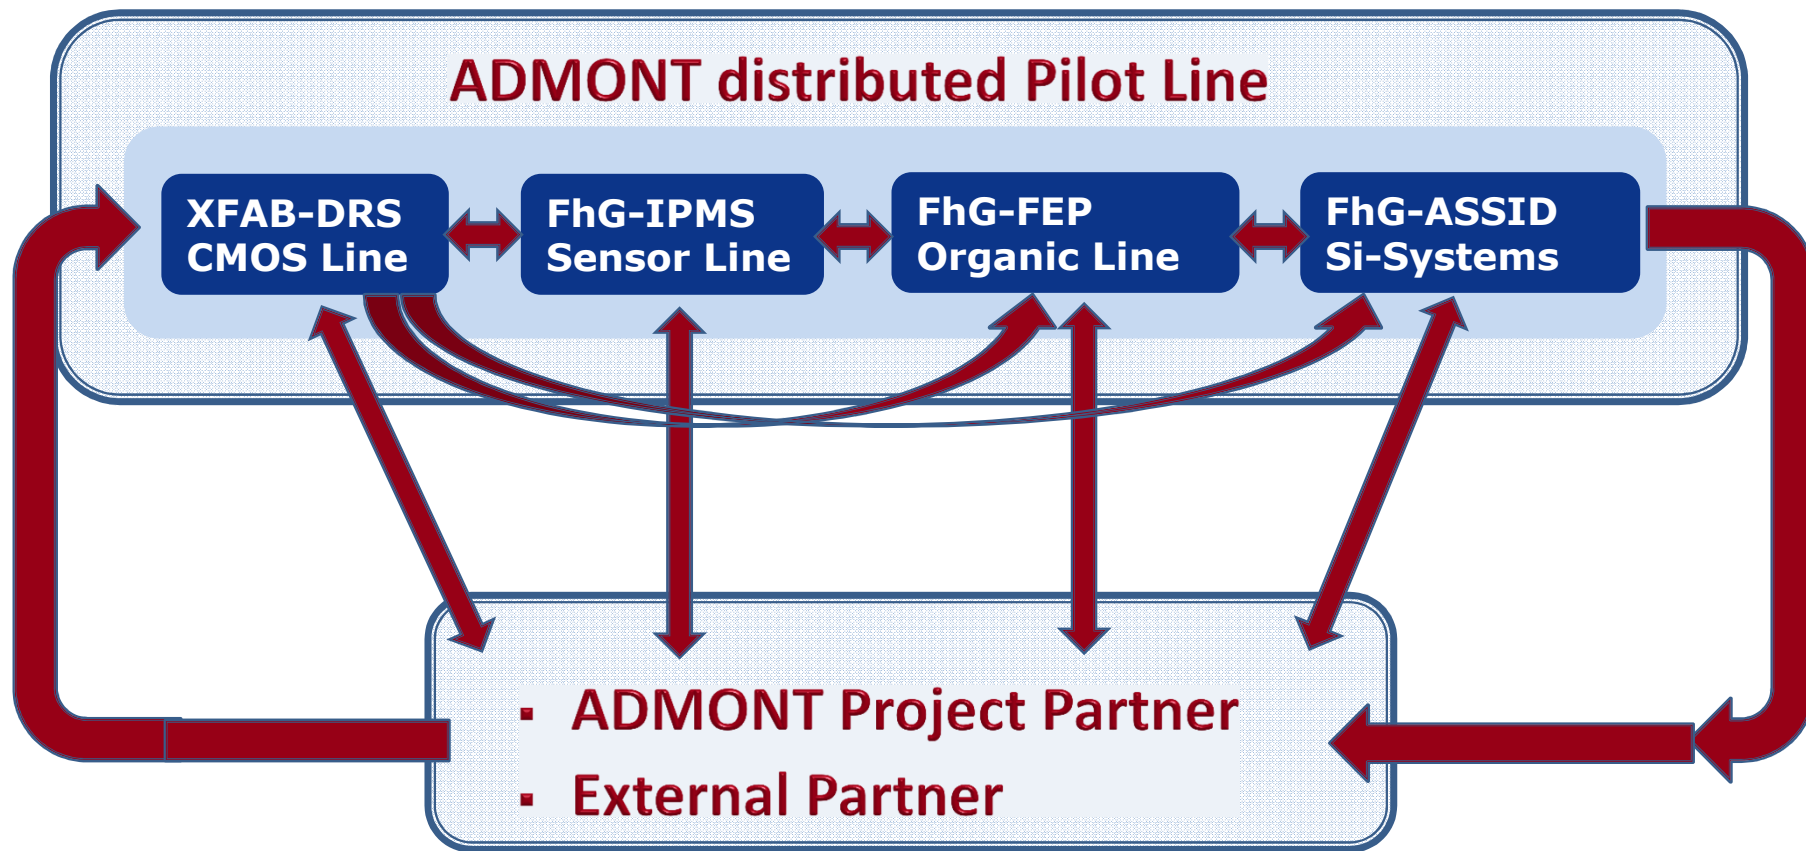 ADMONT distributed Pilot Line
XFAB-DRS
CMOS Line
FhG-IPMS
Sensor Line
FhG-FEP
Organic Line
FhG-ASSID
Si-Systems
▪ ADMONT Project Partner
▪ External Partner